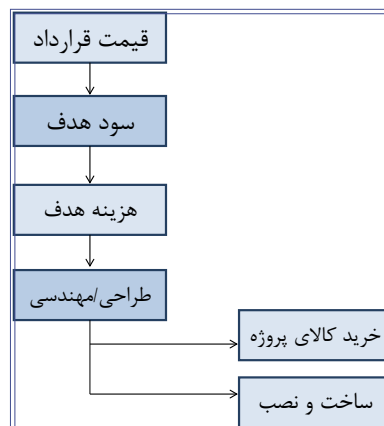 قیمت قرارداد
سود هدف
هزینه هدف
طراحی/مهندسی
خرید کالای پروژه
ساخت و نصب